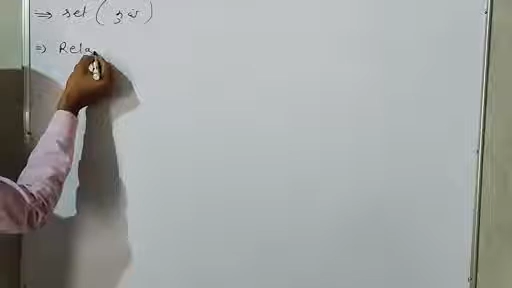 ⇒ set (
⇒ Rela